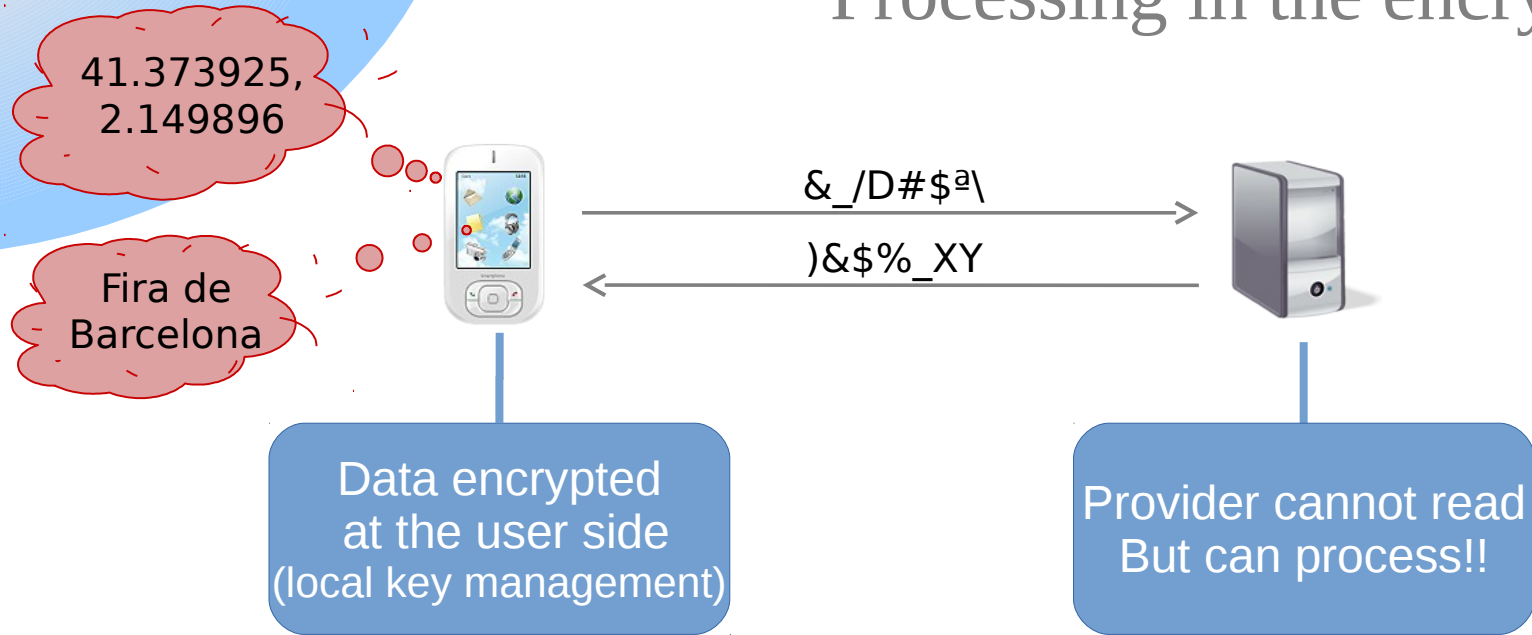 Processing in the encry
41.373925,
2.149896
&_/D#$ª\
)&$%_XY
Fira de
Barcelona
Data encrypted
at the user side
(local key management)
Provider cannot read
But can process!!